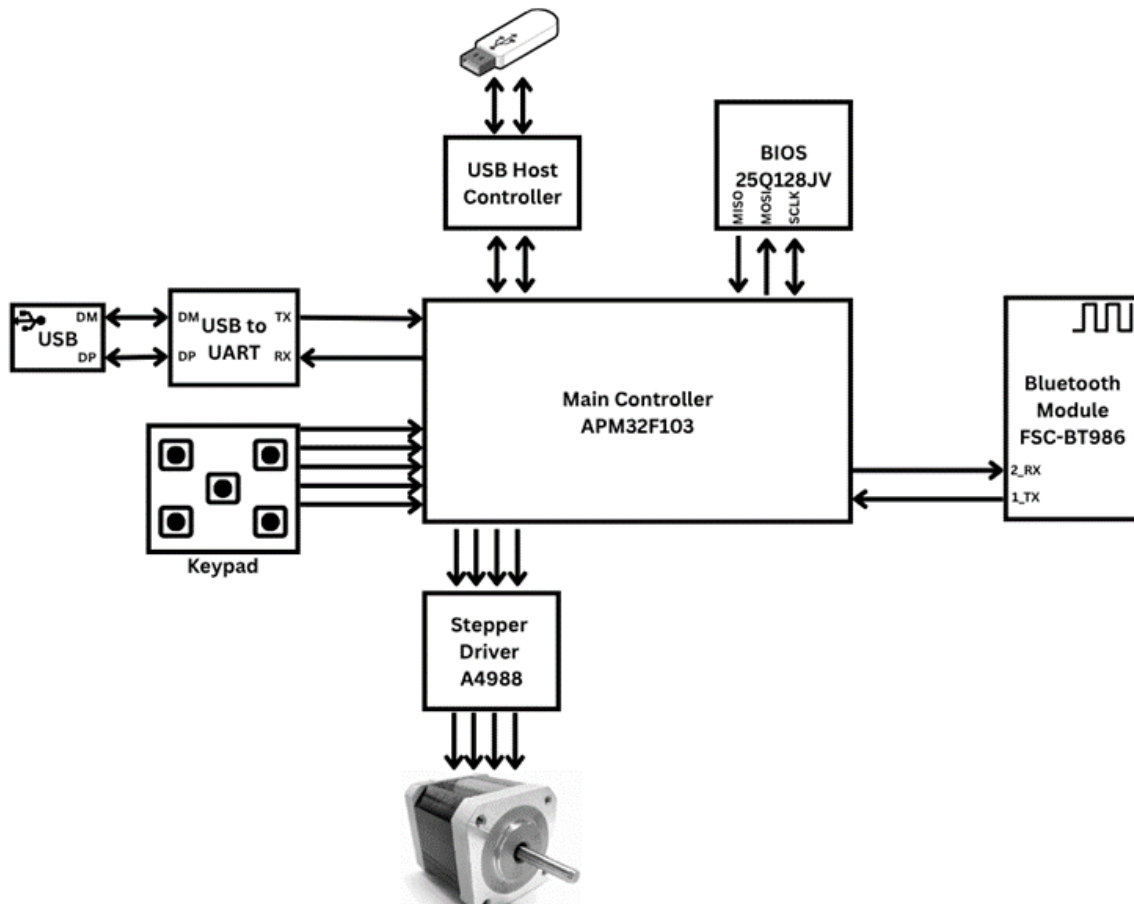 USB Host
Controller
BIOS
25Q128JV
MISO
MOSI
SCLK
USB
DM
DP
DM
DP
USB to
UART
TX
RX
Main Controller
APM32F103
Bluetooth
Module
FSC-BT986
2_RX
1_TX
Keypad
Stepper
Driver
A4988